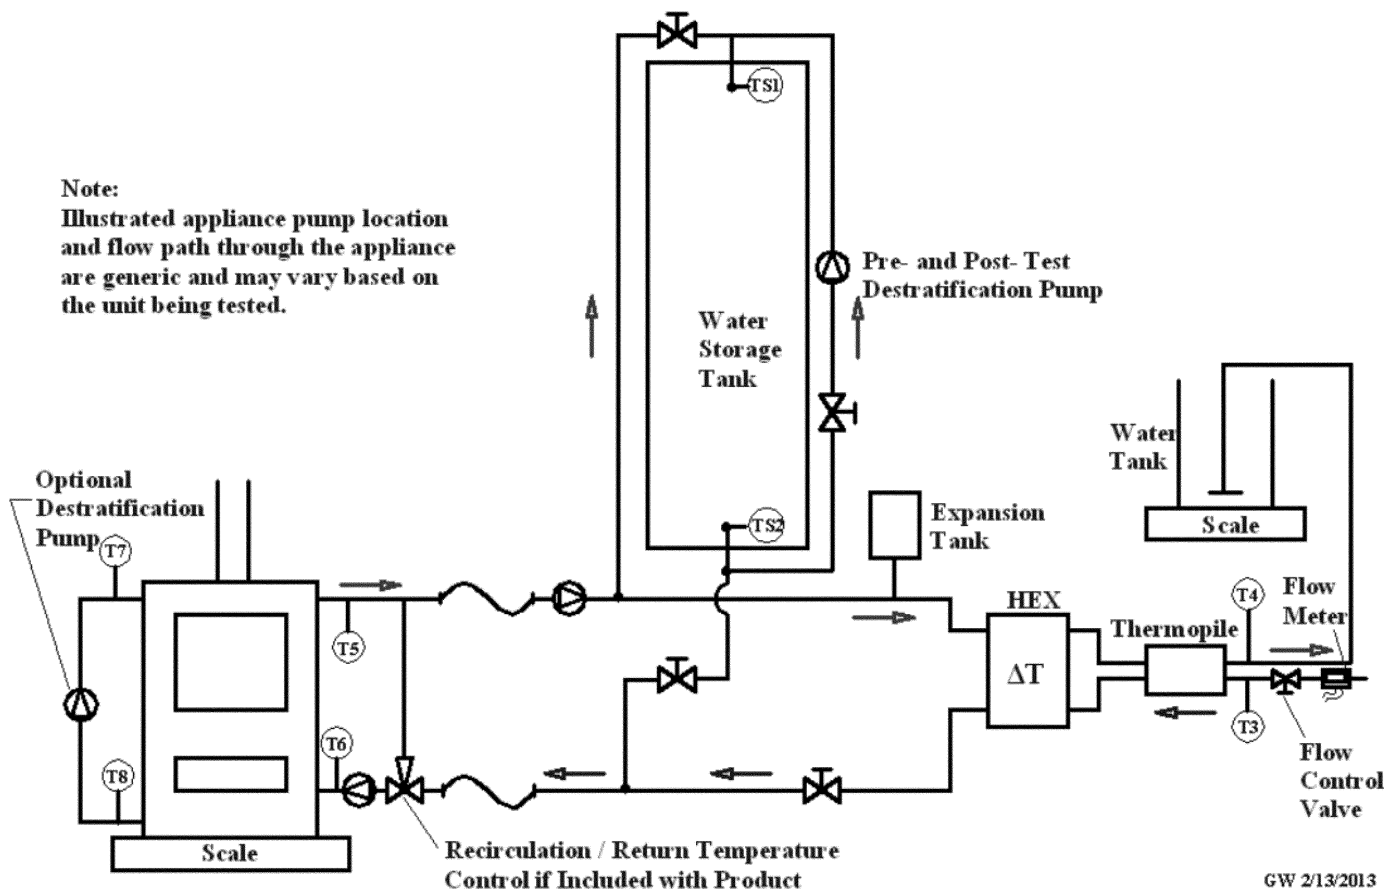 TS1
Note:
Illustrated appliance pump location
and flow path through the appliance
are generic and may vary based on
the unit being tested.
Pre- and Post- Test
Destratification Pump
Water
Storage
Tank
Water
Tank
Scale
Optional
Destratification
Pump
T7
TS2
Expansion
Tank
HEX
ΔT
Thermopile
T4
Flow
Meter
T5
T6
T8
T3
Flow
Control
Valve
Scale
Recirculation / Return Temperature
Control if Included with Product
GW 2/13/2013